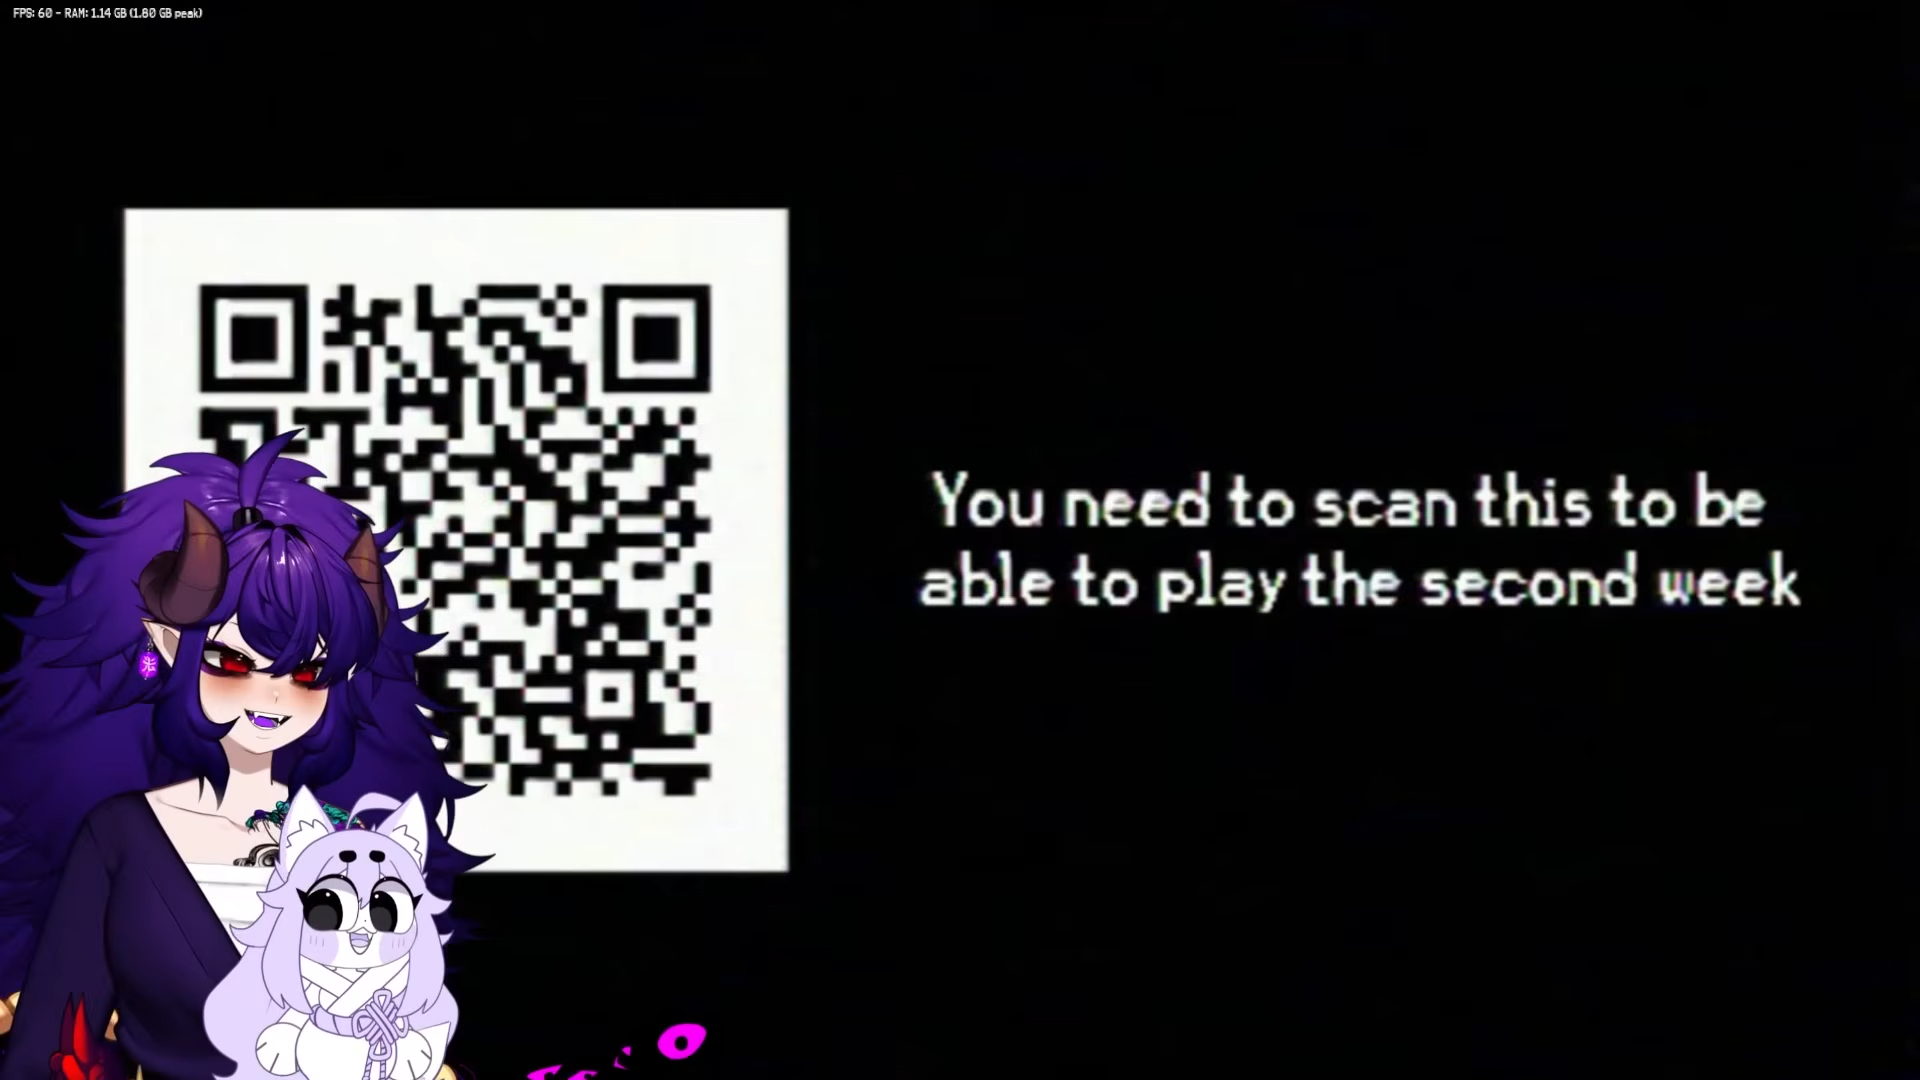 FPS: 60 - RAM: 1.14 GB (1.80 GB peak)
You need to scan this to be
able to play the second week